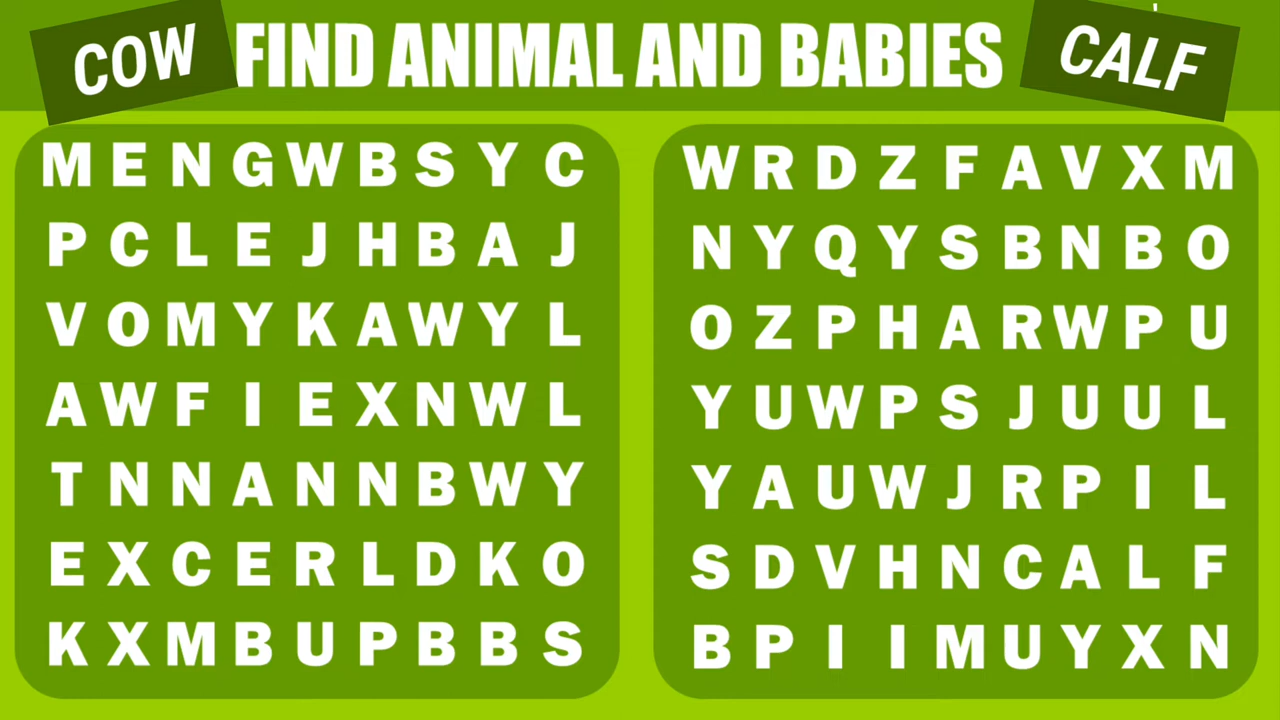 COW FIND ANIMAL AND BABIES CALF
M E N G W B S Y C
P C L E J H B A J
V O M Y K A W Y L
A W F I E X N W L
T N N A N N B W Y
E X C E R L D K O
K X M B U P B B S
W R D Z F A V X M
N Y Q Y S B N B O
O Z P H A R W P U
Y U W P S J U U L
Y A U W J R P I L
S D V H N C A L F
B P I I M U Y X N